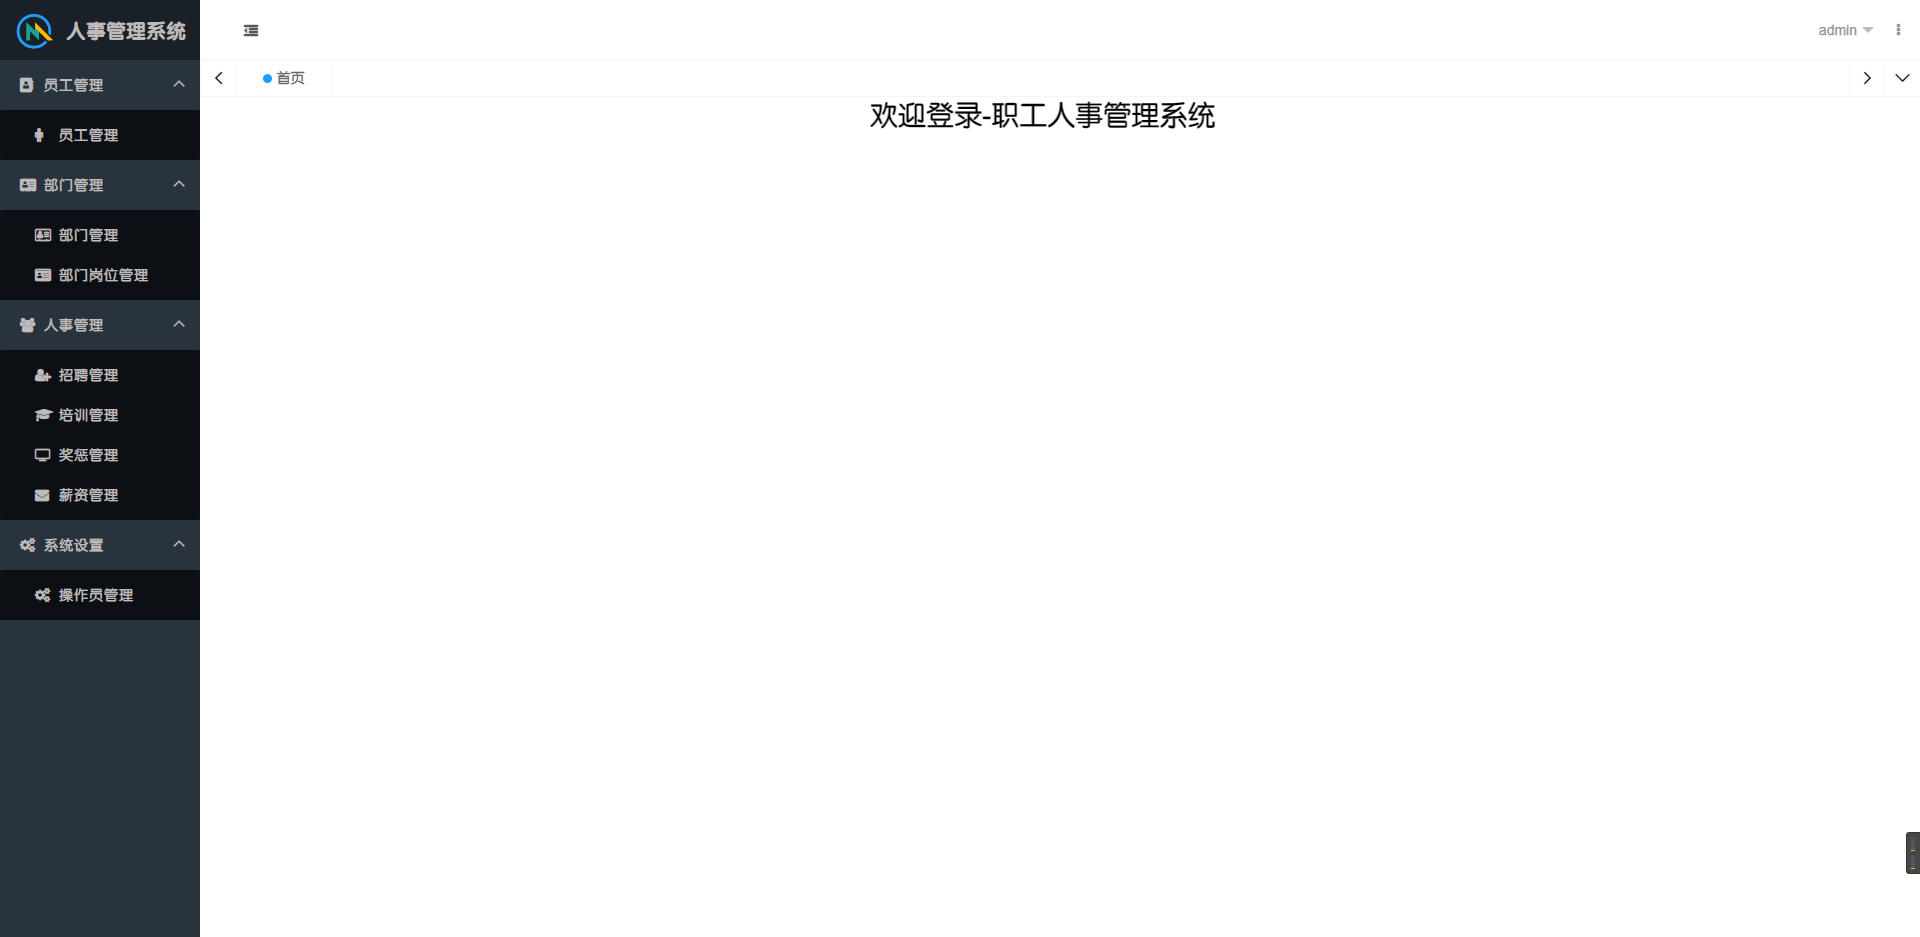 人事管理系统
admin
首页
欢迎登录-职工人事管理系统
员工管理
员工管理
部门管理
部门管理
部门岗位管理
人事管理
招聘管理
培训管理
奖惩管理
薪资管理
系统设置
操作员管理